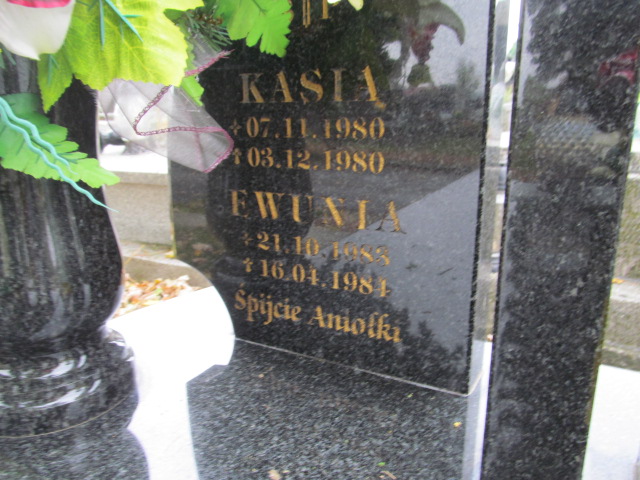 KASIA
* 07.11.1980
† 03.12.1980
EWUNIA
* 21.10.1983
† 16.04.1984
Śpijcie Aniołki